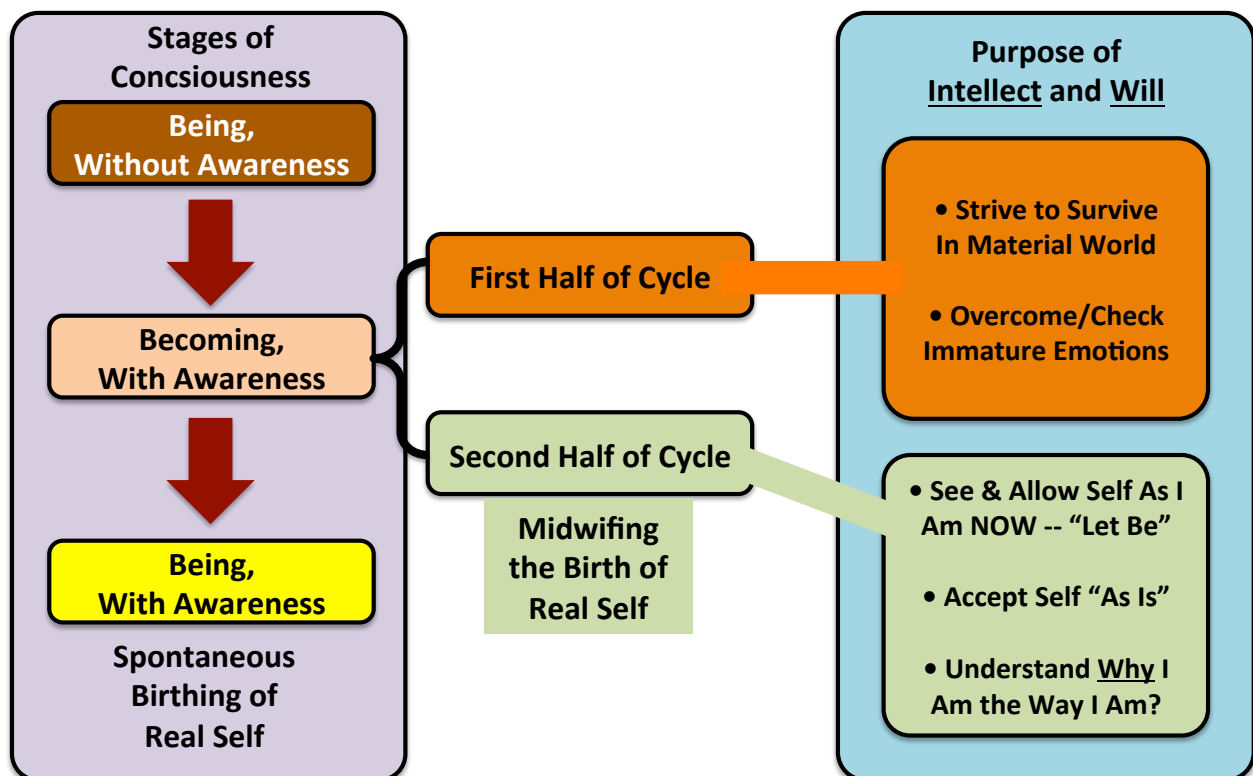 Stages of
Concsiousness
Being,
Without Awareness
Becoming,
With Awareness
Being,
With Awareness
Spontaneous
Birthing of
Real Self
First Half of Cycle
Second Half of Cycle
Midwifing
the Birth of
Real Self
Purpose of
Intellect and Will
• Strive to Survive
In Material World
• Overcome/Check
Immature Emotions
• See & Allow Self As I
Am NOW -- “Let Be”
• Accept Self “As Is”
• Understand Why I
Am the Way I Am?